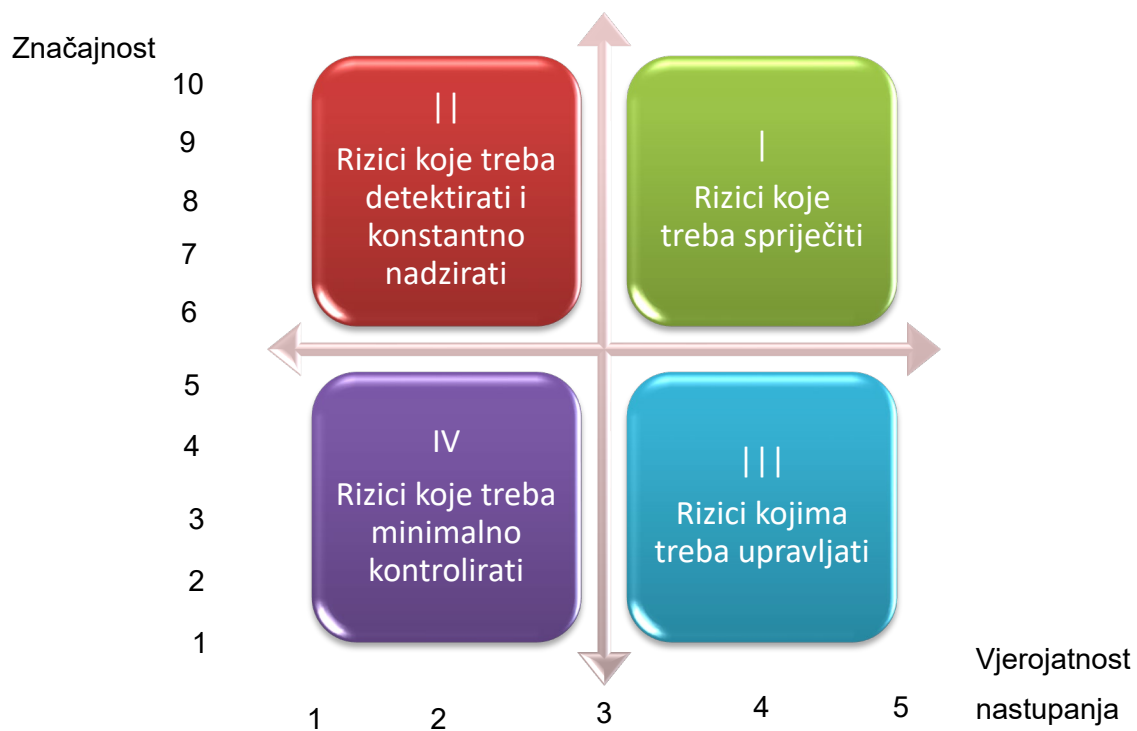 Značajnost
10
9
8
7
6
5
4
3
2
1
||
Rizici koje treba
detektirati i
konstantno
nadzirati
|
Rizici koje
treba spriječiti
IV
Rizici koje treba
minimalno
kontrolirati
|||
Rizici kojima
treba upravljati
1
2
3
4
5
Vjerojatnost
nastupanja